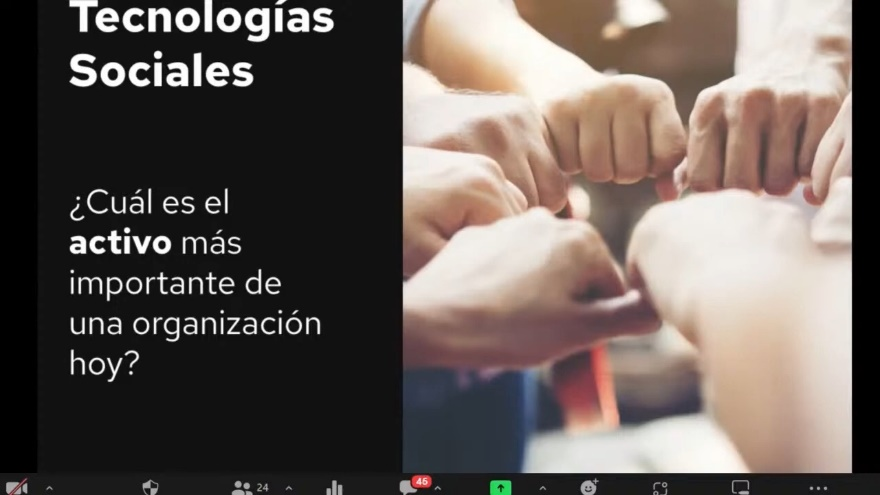 Tecnologías
Sociales
¿Cuál es el
activo más
importante de
una organización
hoy?
24
46